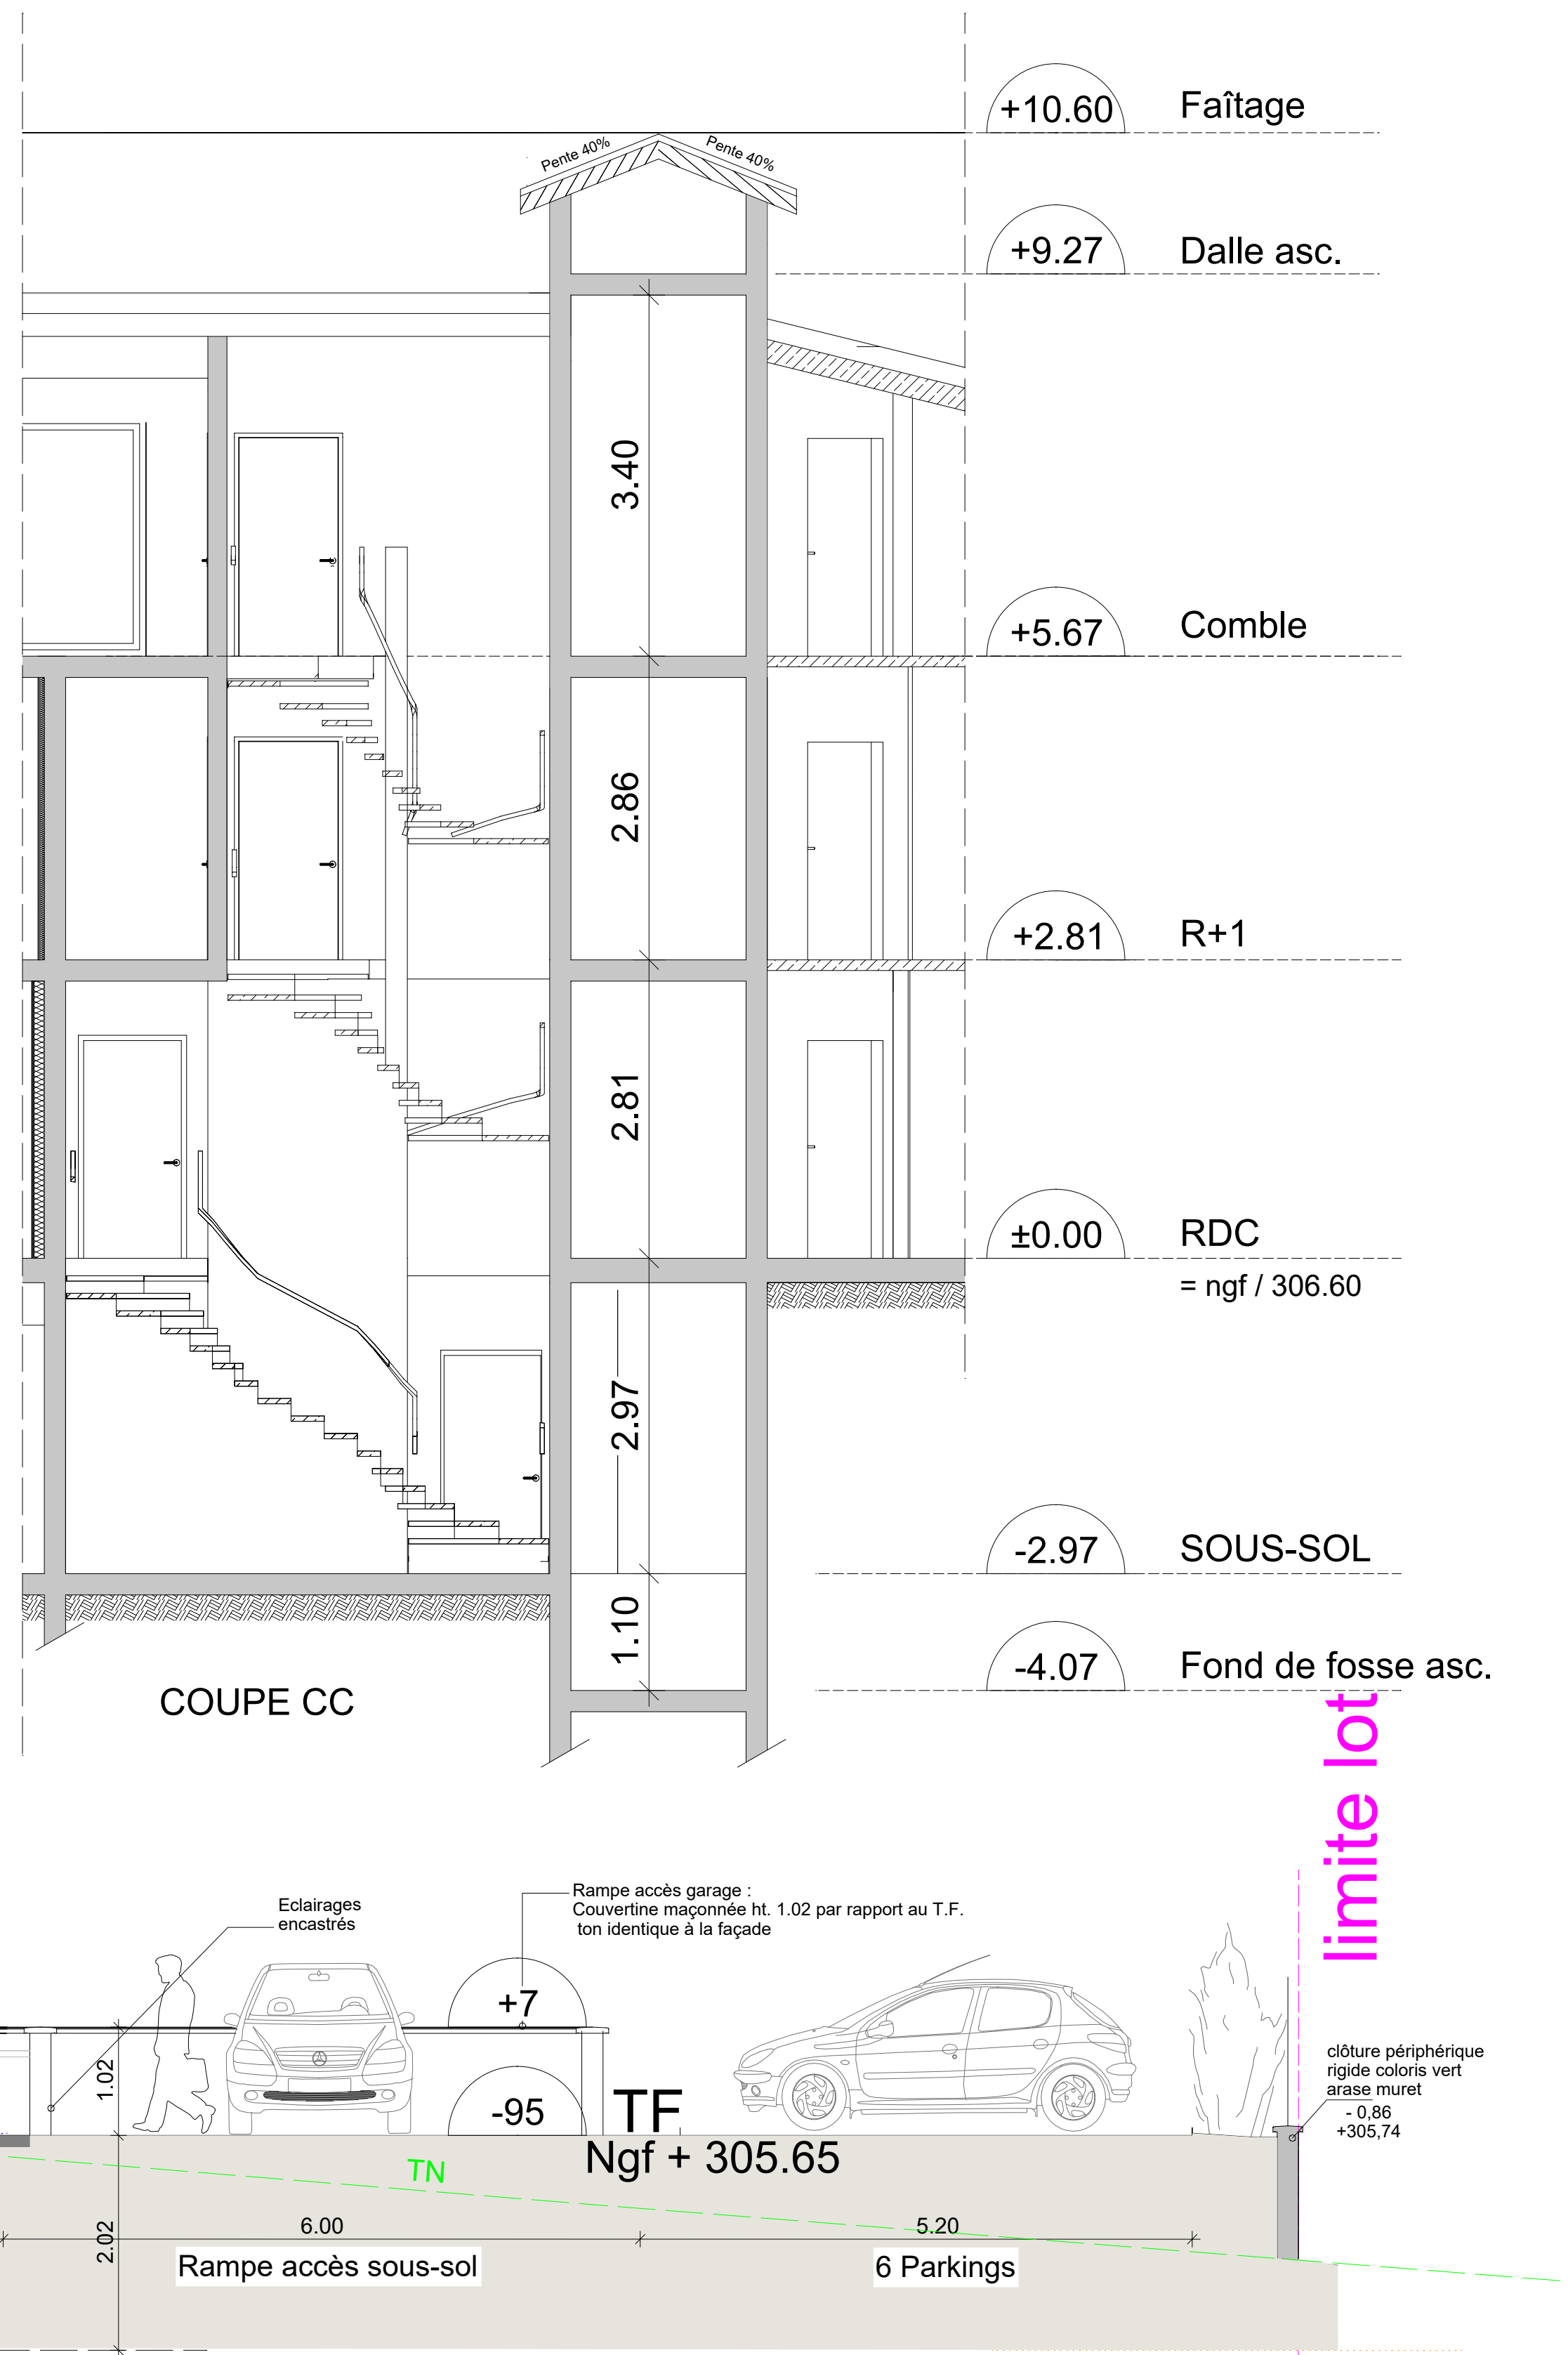 +10.60 Faîtage
Pente 40% Pente 40%
+9.27 Dalle asc.
3.40
+5.67 Comble
2.86
+2.81 R+1
2.81
±0.00 RDC
= ngf / 306.60
2.97
-2.97 SOUS-SOL
1.10
-4.07 Fond de fosse asc.
COUPE CC
limite lot
Eclairages
encastrés
Rampe accès garage :
Couvertine maçonnée ht. 1.02 par rapport au T.F.
ton identique à la façade
+7
1.02
-95
TF
Ngf + 305.65
clôture périphérique
rigide coloris vert
arase muret
- 0,86
+305,74
TN
2.02
6.00
5.20
Rampe accès sous-sol
6 Parkings